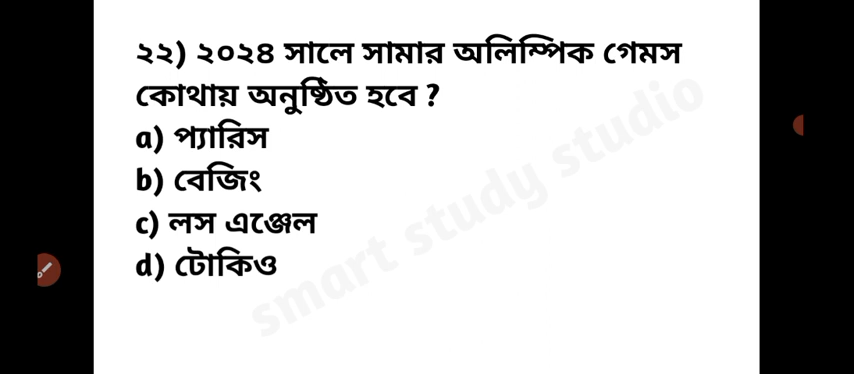 ২২) ২০২৪ সালে সামার অলিম্পিক গেমস
কোথায় অনুষ্ঠিত হবে ?
a) প্যারিস
b) বেজিং
c) লস এঞ্জেল
d) টোকিও
smart study studio